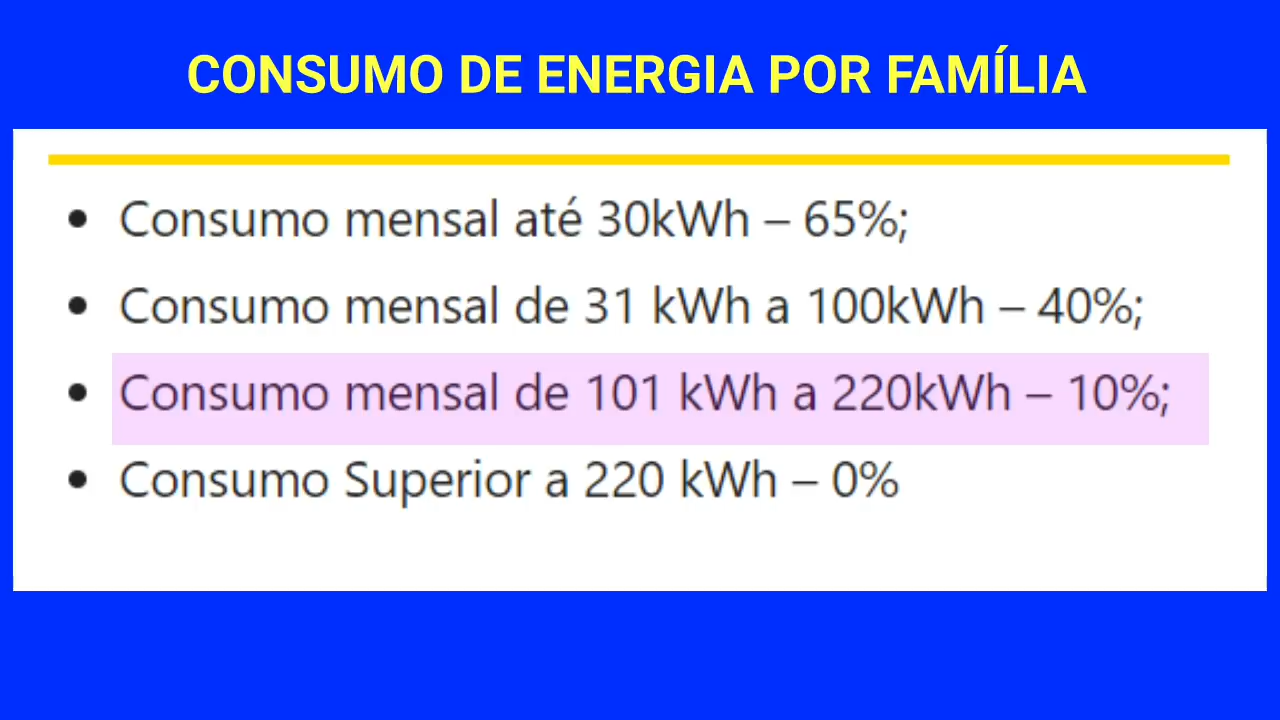 CONSUMO DE ENERGIA POR FAMÍLIA
• Consumo mensal até 30kWh – 65%;
• Consumo mensal de 31 kWh a 100kWh – 40%;
• Consumo mensal de 101 kWh a 220kWh – 10%;
• Consumo Superior a 220 kWh – 0%